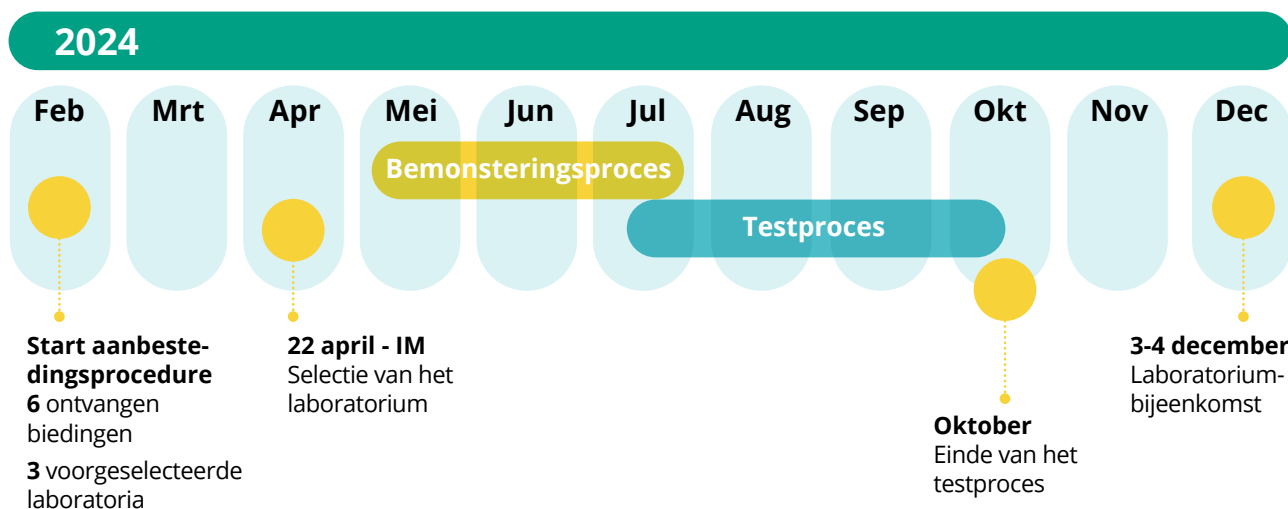 2024
Feb
Mrt
Apr
Mei
Jun
Jul
Aug
Sep
Okt
Nov
Dec
Bemonsteringsproces
Testproces
Start aanbeste-
dingsprocedure
6 ontvangen
biedingen
3 voorgeselecteerde
laboratoria
22 april - IM
Selectie van het
laboratorium
Oktober
Einde van het
testproces
3-4 december
Laboratorium-
bijeenkomst